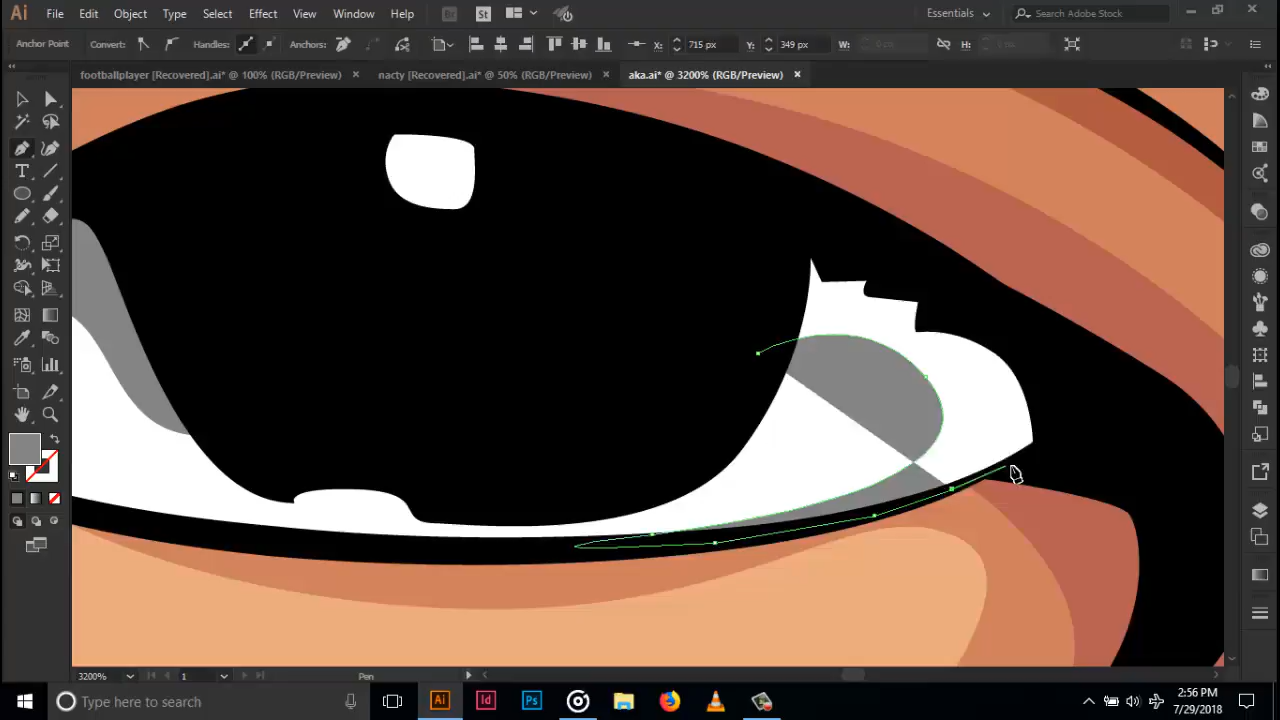 Ai File Edit Object Type Select Effect View Window Help Br St Essentials Search Adobe Stock
Anchor Point Convert: Handles: Anchors: X: 715 px Y: 349 px W: 0 px H:
footballplayer [Recovered].ai* @ 100% (RGB/Preview) × nacty [Recovered].ai* @ 50% (RGB/Preview) × aka.ai* @ 3200% (RGB/Preview) ×
T
3200% 1 Pen
Type here to search Ai Id Ps 2:56 PM
7/29/2018